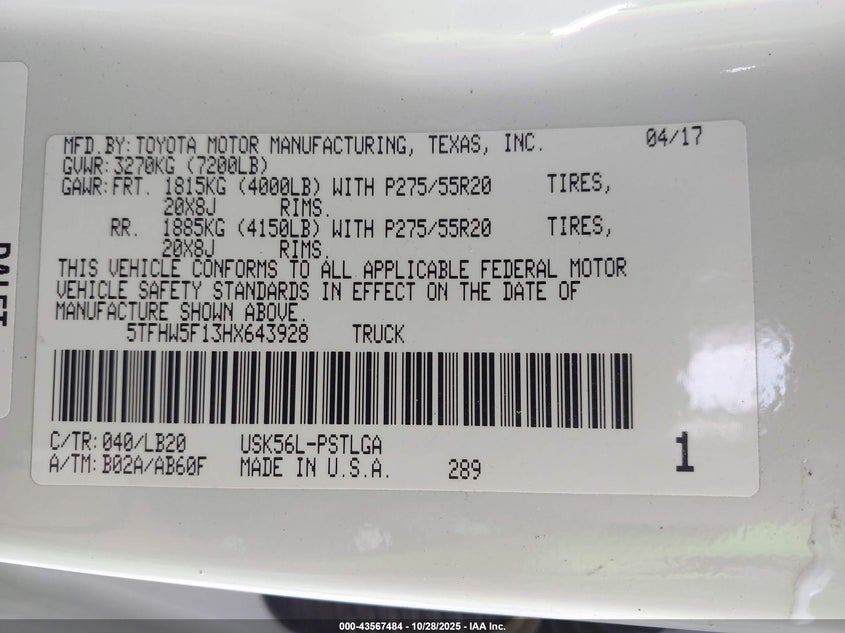 MFD.BY: TOYOTA MOTOR MANUFACTURING, TEXAS, INC. 04/17
GVWR: 3270KG (7200LB)
GAWR: FRT. 1815KG (4000LB) WITH P275/55R20 TIRES,
20X8J RIMS.
RR. 1885KG (4150LB) WITH P275/55R20 TIRES,
20X8J RIMS.
THIS VEHICLE CONFORMS TO ALL APPLICABLE FEDERAL MOTOR
VEHICLE SAFETY STANDARDS IN EFFECT ON THE DATE OF
MANUFACTURE SHOWN ABOVE.
5TFHW5F13HX643928 TRUCK
C/TR: 040/LB20 USK56L-PSTLGA
A/TM: B02A/AB60F MADE IN U.S.A. 289 1
000-43567484 - 10/28/2025 - IAA Inc.